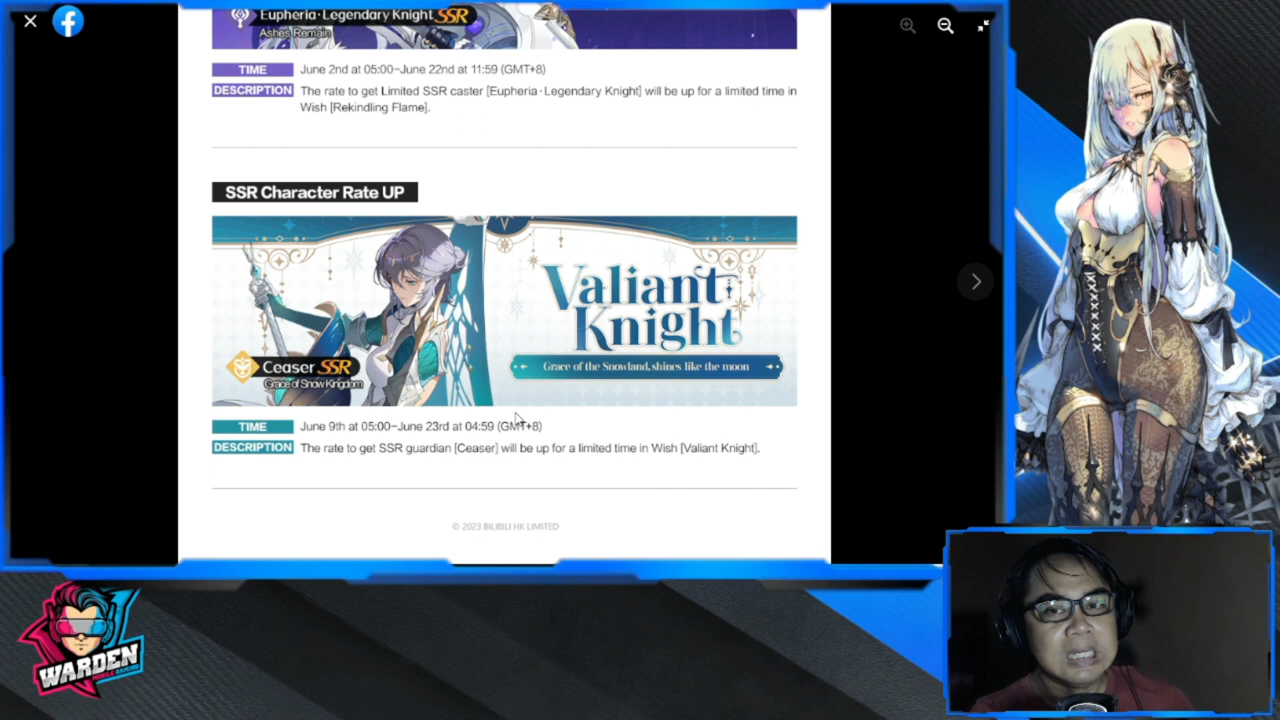 Eupheria·Legendary Knight SSR
Ashes Remain
TIME June 2nd at 05:00–June 22nd at 11:59 (GMT+8)
DESCRIPTION The rate to get Limited SSR caster [Eupheria·Legendary Knight] will be up for a limited time in
Wish [Rekindling Flame].
SSR Character Rate UP
Valiant
Knight
Grace of the Snowland, shines like the moon
Ceaser SSR
Grace of Snow Kingdom
TIME June 9th at 05:00–June 23rd at 04:59 (GMT+8)
DESCRIPTION The rate to get SSR guardian [Ceaser] will be up for a limited time in Wish [Valiant Knight].
© 2023 BILIBILI HK LIMITED
WARDEN
MOBILE GAMING